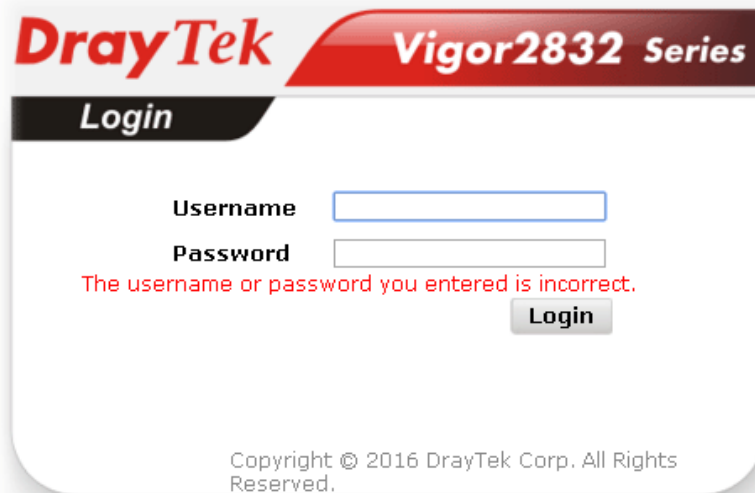 DrayTek Vigor2832 Series
Login
Username
Password
The username or password you entered is incorrect.
Login
Copyright © 2016 DrayTek Corp. All Rights
Reserved.